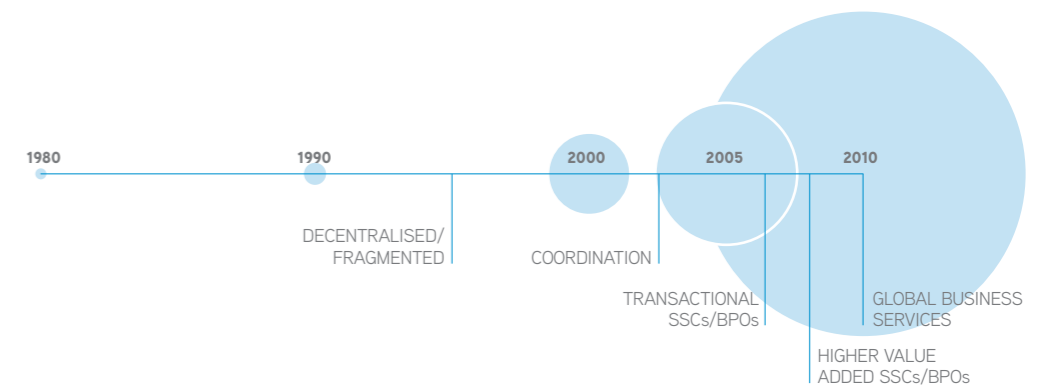 1980
1990
2000
2005
2010
DECENTRALISED/
FRAGMENTED
COORDINATION
TRANSACTIONAL
SSCs/BPOs
GLOBAL BUSINESS
SERVICES
HIGHER VALUE
ADDED SSCs/BPOs